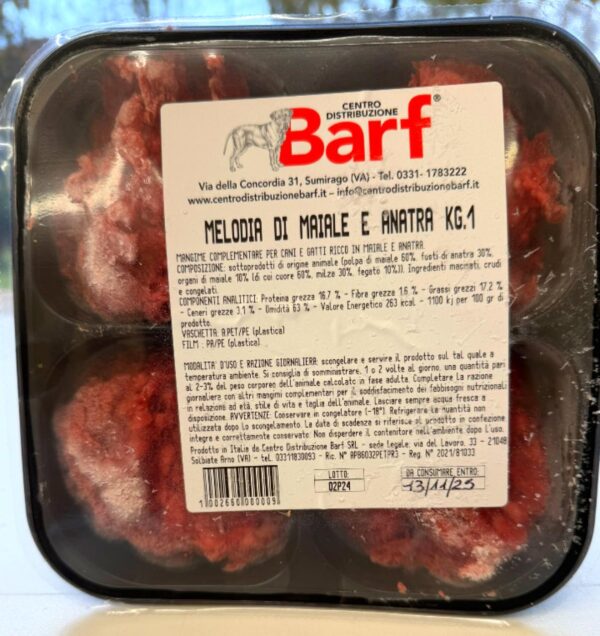 CENTRO
DISTRIBUZIONE
Barf®
Via della Concordia 31, Sumirago (VA) - Tel. 0331- 1783222
www.centrodistribuzionebarf.it – info@centrodistribuzionebarf.it
MELODIA DI MAIALE E ANATRA KG.1
MANGIME COMPLEMENTARE PER CANI E GATTI RICCO IN MAIALE E ANATRA.
COMPOSIZIONE: sottoprodotti di origine animale (polpa di maiale 60%, fusti di anatra 30%,
organi di maiale 10% (di cui cuore 60%, milza 30%, fegato 10%)). Ingredienti macinati, crudi
e congelati.
COMPONENTI ANALITICI: Proteina grezza 16.7 % - Fibra grezza 1.6 % - Grassi grezzi 17.2 %
- Ceneri grezze 3.1 % - Umidità 63 % - Valore Energetico 263 kcal - 1100 kj per 100 gr di
prodotto.
VASCHETTA: A.PET/PE (plastica)
FILM : PA/PE (plastica)
MODALITA' D'USO E RAZIONE GIORNALIERA: scongelare e servire il prodotto sul tal quale a
temperatura ambiente. Si consiglia di somministrare, 1 o 2 volte al giorno, una quantità pari
al 2-3% del peso corporeo dell'animale calcolato in fase adulta. Completare la razione
giornaliera con altri mangimi complementari per il soddisfacimento dei fabbisogni nutrizionali
in relazioni ad età, stile di vita e taglia dell'animale. Lasciare sempre acqua fresca a
disposizione. AVVERTENZE: Conservare in congelatore (-18°). Refrigerare la quantità non
utilizzata dopo lo scongelamento. La data di scadenza si riferisce al prodotto in confezione
integra e correttamente conservato. Non disperdere il contenitore nell'ambiente dopo l'uso.
Prodotto in Italia da Centro Distribuzione Barf SRL - sede legale: via del Lavoro, 33 - 21048
Solbiate Arno (VA) - tel. 03311830093 - Ric. N° AP86032PETPR3 - Reg. N° 2021/81033
LOTTO:
02P24
DA CONSUMARE ENTRO:
13/11/25
1002660000009